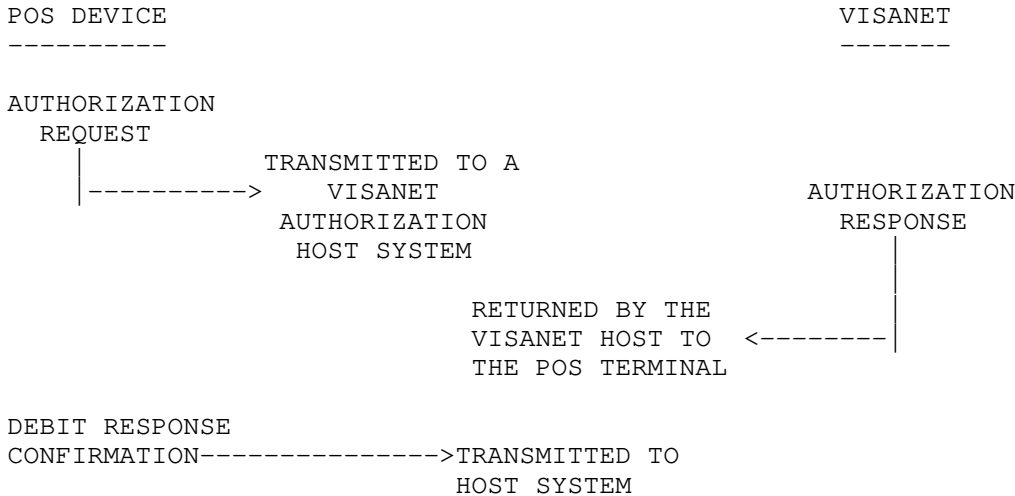 POS DEVICE VISANET
---------- -------
AUTHORIZATION
REQUEST
TRANSMITTED TO A
|----------> VISANET AUTHORIZATION
AUTHORIZATION RESPONSE
HOST SYSTEM
RETURNED BY THE
VISANET HOST TO <--------|
THE POS TERMINAL
DEBIT RESPONSE
CONFIRMATION--------------->TRANSMITTED TO
HOST SYSTEM